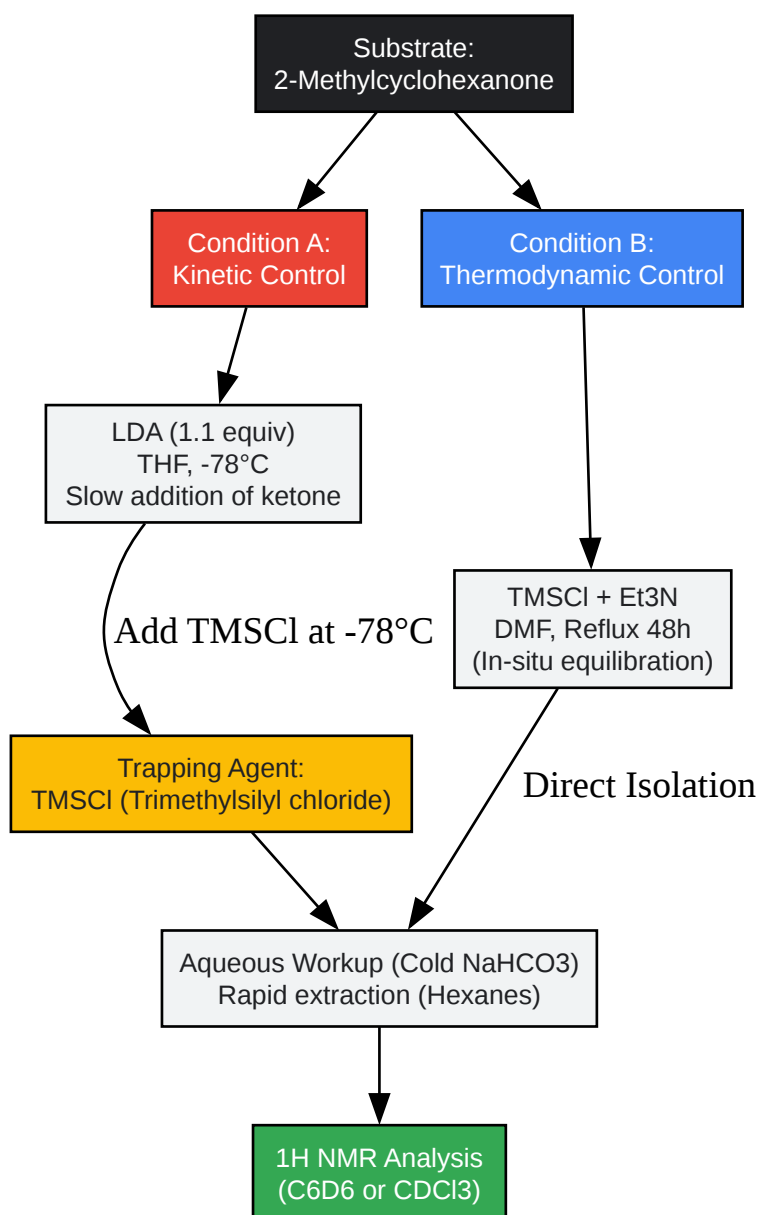 Substrate:
2-Methylcyclohexanone
Condition A:
Kinetic Control
Condition B:
Thermodynamic Control
LDA (1.1 equiv)
THF, -78°C
Slow addition of ketone
TMSCl + Et3N
DMF, Reflux 48h
(In-situ equilibration)
Add TMSCl at -78°C
Trapping Agent:
TMSCl (Trimethylsilyl chloride)
Direct Isolation
Aqueous Workup (Cold NaHCO3)
Rapid extraction (Hexanes)
1H NMR Analysis
(C6D6 or CDCl3)